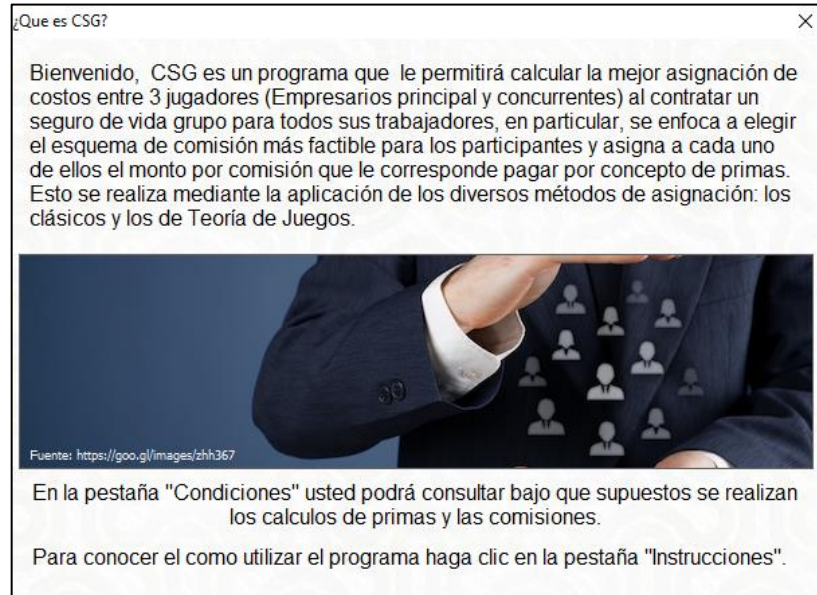 ¿Que es CSG?
Bienvenido, CSG es un programa que le permitirá calcular la mejor asignación de
costos entre 3 jugadores (Empresarios principal y concurrentes) al contratar un
seguro de vida grupo para todos sus trabajadores, en particular, se enfoca a elegir
el esquema de comisión más factible para los participantes y asigna a cada uno
de ellos el monto por comisión que le corresponde pagar por concepto de primas.
Esto se realiza mediante la aplicación de los diversos métodos de asignación: los
clásicos y los de Teoría de Juegos.
Fuente: https://goo.gl/images/zhh367
En la pestaña "Condiciones" usted podrá consultar bajo que supuestos se realizan
los calculos de primas y las comisiones.
Para conocer el como utilizar el programa haga clic en la pestaña "Instrucciones".